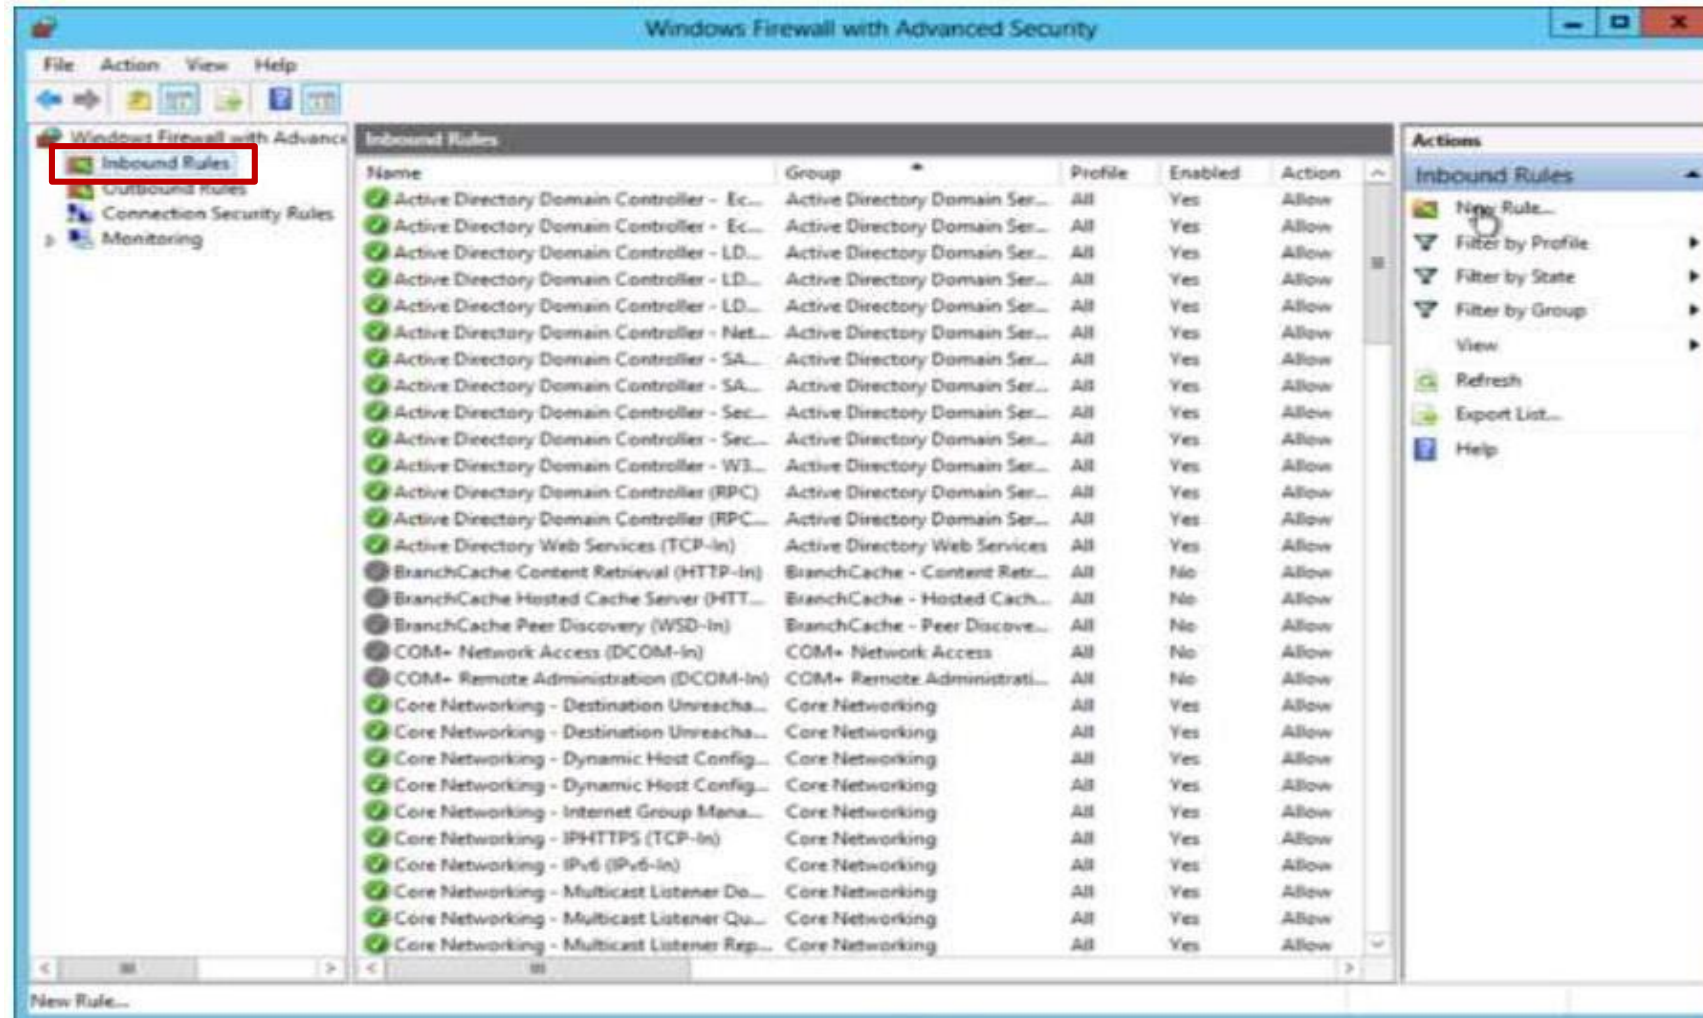 Windows Firewall with Advanced Security
File Action View Help
Windows Firewall with Advance
Inbound Rules
Outbound Rules
Connection Security Rules
Monitoring
Inbound Rules
Name Group Profile Enabled Action
Active Directory Domain Controller - Ec... Active Directory Domain Ser... All Yes Allow
Active Directory Domain Controller - Ec... Active Directory Domain Ser... All Yes Allow
Active Directory Domain Controller - LD... Active Directory Domain Ser... All Yes Allow
Active Directory Domain Controller - LD... Active Directory Domain Ser... All Yes Allow
Active Directory Domain Controller - LD... Active Directory Domain Ser... All Yes Allow
Active Directory Domain Controller - Net... Active Directory Domain Ser... All Yes Allow
Active Directory Domain Controller - SA... Active Directory Domain Ser... All Yes Allow
Active Directory Domain Controller - SA... Active Directory Domain Ser... All Yes Allow
Active Directory Domain Controller - Sec... Active Directory Domain Ser... All Yes Allow
Active Directory Domain Controller - Sec... Active Directory Domain Ser... All Yes Allow
Active Directory Domain Controller - W3... Active Directory Domain Ser... All Yes Allow
Active Directory Domain Controller (RPC) Active Directory Domain Ser... All Yes Allow
Active Directory Domain Controller (RPC... Active Directory Domain Ser... All Yes Allow
Active Directory Web Services (TCP-In) Active Directory Web Services All Yes Allow
BranchCache Content Retrieval (HTTP-In) BranchCache - Content Retr... All No Allow
BranchCache Hosted Cache Server (HTT... BranchCache - Hosted Cach... All No Allow
BranchCache Peer Discovery (WSD-In) BranchCache - Peer Discove... All No Allow
COM+ Network Access (DCOM-In) COM+ Network Access All No Allow
COM+ Remote Administration (DCOM-In) COM+ Remote Administrati... All No Allow
Core Networking - Destination Unreacha... Core Networking All Yes Allow
Core Networking - Destination Unreacha... Core Networking All Yes Allow
Core Networking - Dynamic Host Config... Core Networking All Yes Allow
Core Networking - Dynamic Host Config... Core Networking All Yes Allow
Core Networking - Internet Group Mana... Core Networking All Yes Allow
Core Networking - IPHTTPS (TCP-In) Core Networking All Yes Allow
Core Networking - IPv6 (IPv6-In) Core Networking All Yes Allow
Core Networking - Multicast Listener Do... Core Networking All Yes Allow
Core Networking - Multicast Listener Qu... Core Networking All Yes Allow
Core Networking - Multicast Listener Rep... Core Networking All Yes Allow
Actions
Inbound Rules
New Rule...
Filter by Profile
Filter by State
Filter by Group
View
Refresh
Export List...
Help
New Rule...